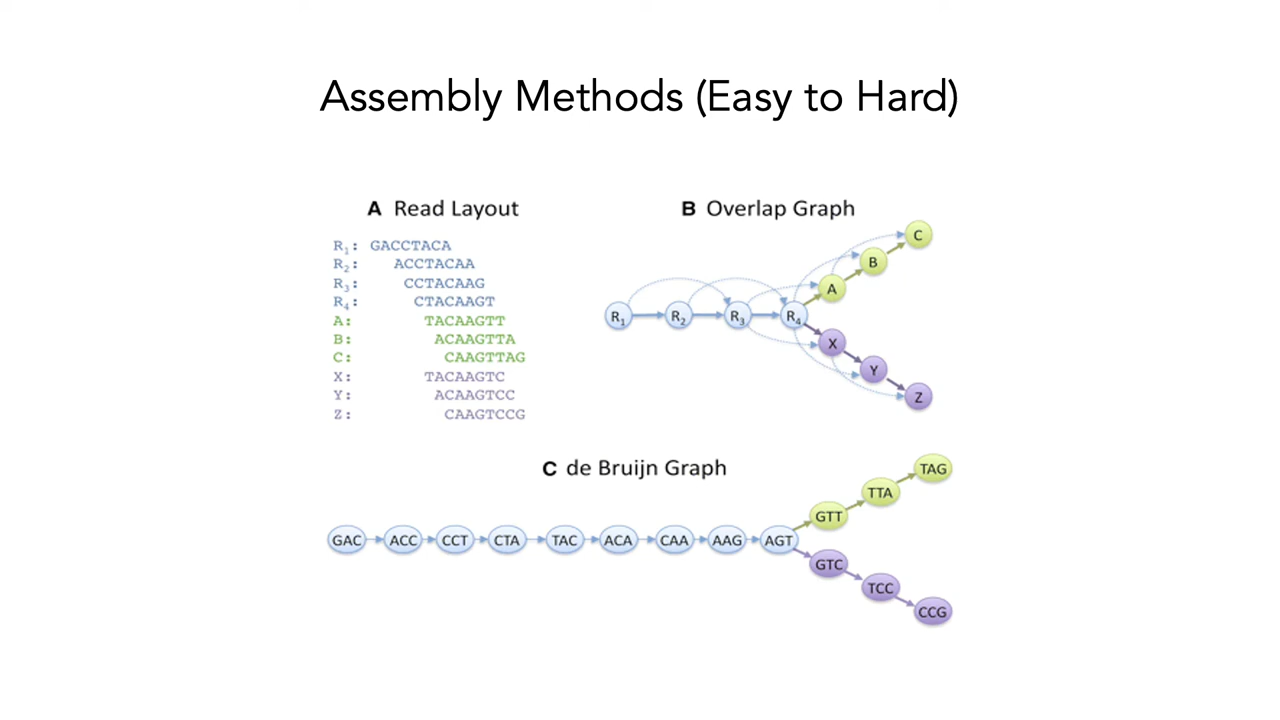 Assembly Methods (Easy to Hard)
A Read Layout
R1: GACCTACA
R2: ACCTACAA
R3: CCTACAAG
R4: CTACAAGT
A: TACAAGTT
B: ACAAGTTA
C: CAAGTTAG
X: TACAAGTC
Y: ACAAGTCC
Z: CAAGTCCG
B Overlap Graph
R1 R2 R3 R4
A
B
C
X
Y
Z
C de Bruijn Graph
GAC ACC CCT CTA TAC ACA CAA AAG AGT
GTT
TTA
TAG
GTC
TCC
CCG